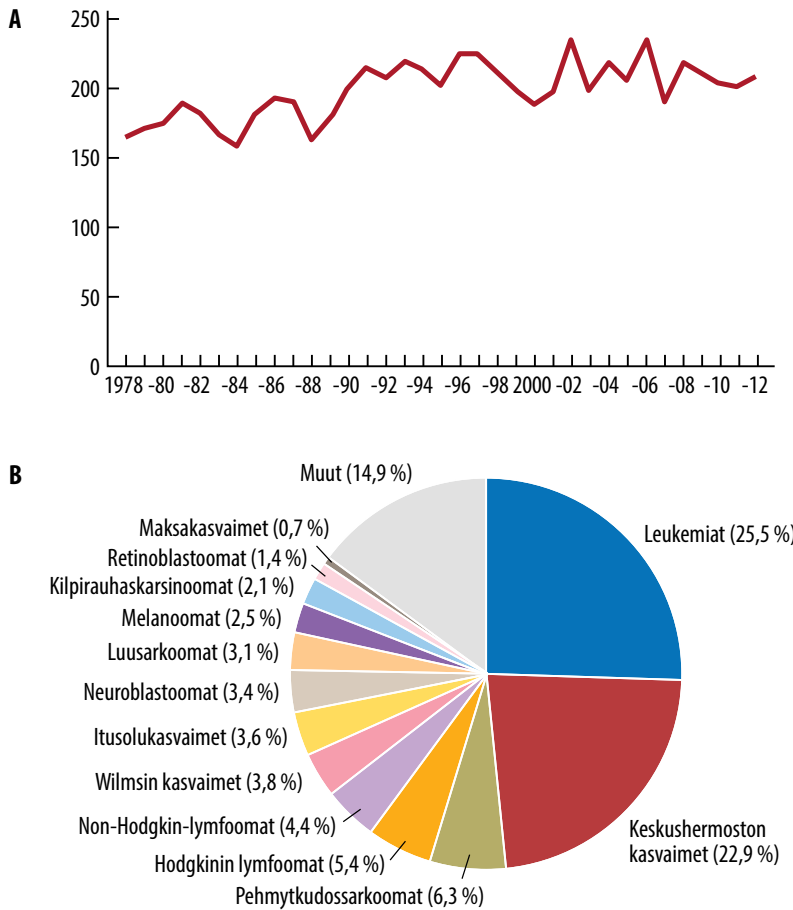 A
250
200
150
100
50
0
1978 -80 -82 -84 -86 -88 -90 -92 -94 -96 -98 2000 -02 -04 -06 -08 -10 -12
B
Muut (14,9 %)
Maksakasvaimet (0,7 %)
Retinoblastoomat (1,4 %)
Kilpirauhaskarsinoomat (2,1 %)
Melanoomat (2,5 %)
Luusarkoomat (3,1 %)
Neuroblastoomat (3,4 %)
Itusolukasvaimet (3,6 %)
Wilmsin kasvaimet (3,8 %)
Non-Hodgkin-lymfoomat (4,4 %)
Hodgkinin lymfoomat (5,4 %)
Pehmytkudossarkoomat (6,3 %)
Leukemiat (25,5 %)
Keskushermoston
kasvaimet (22,9 %)